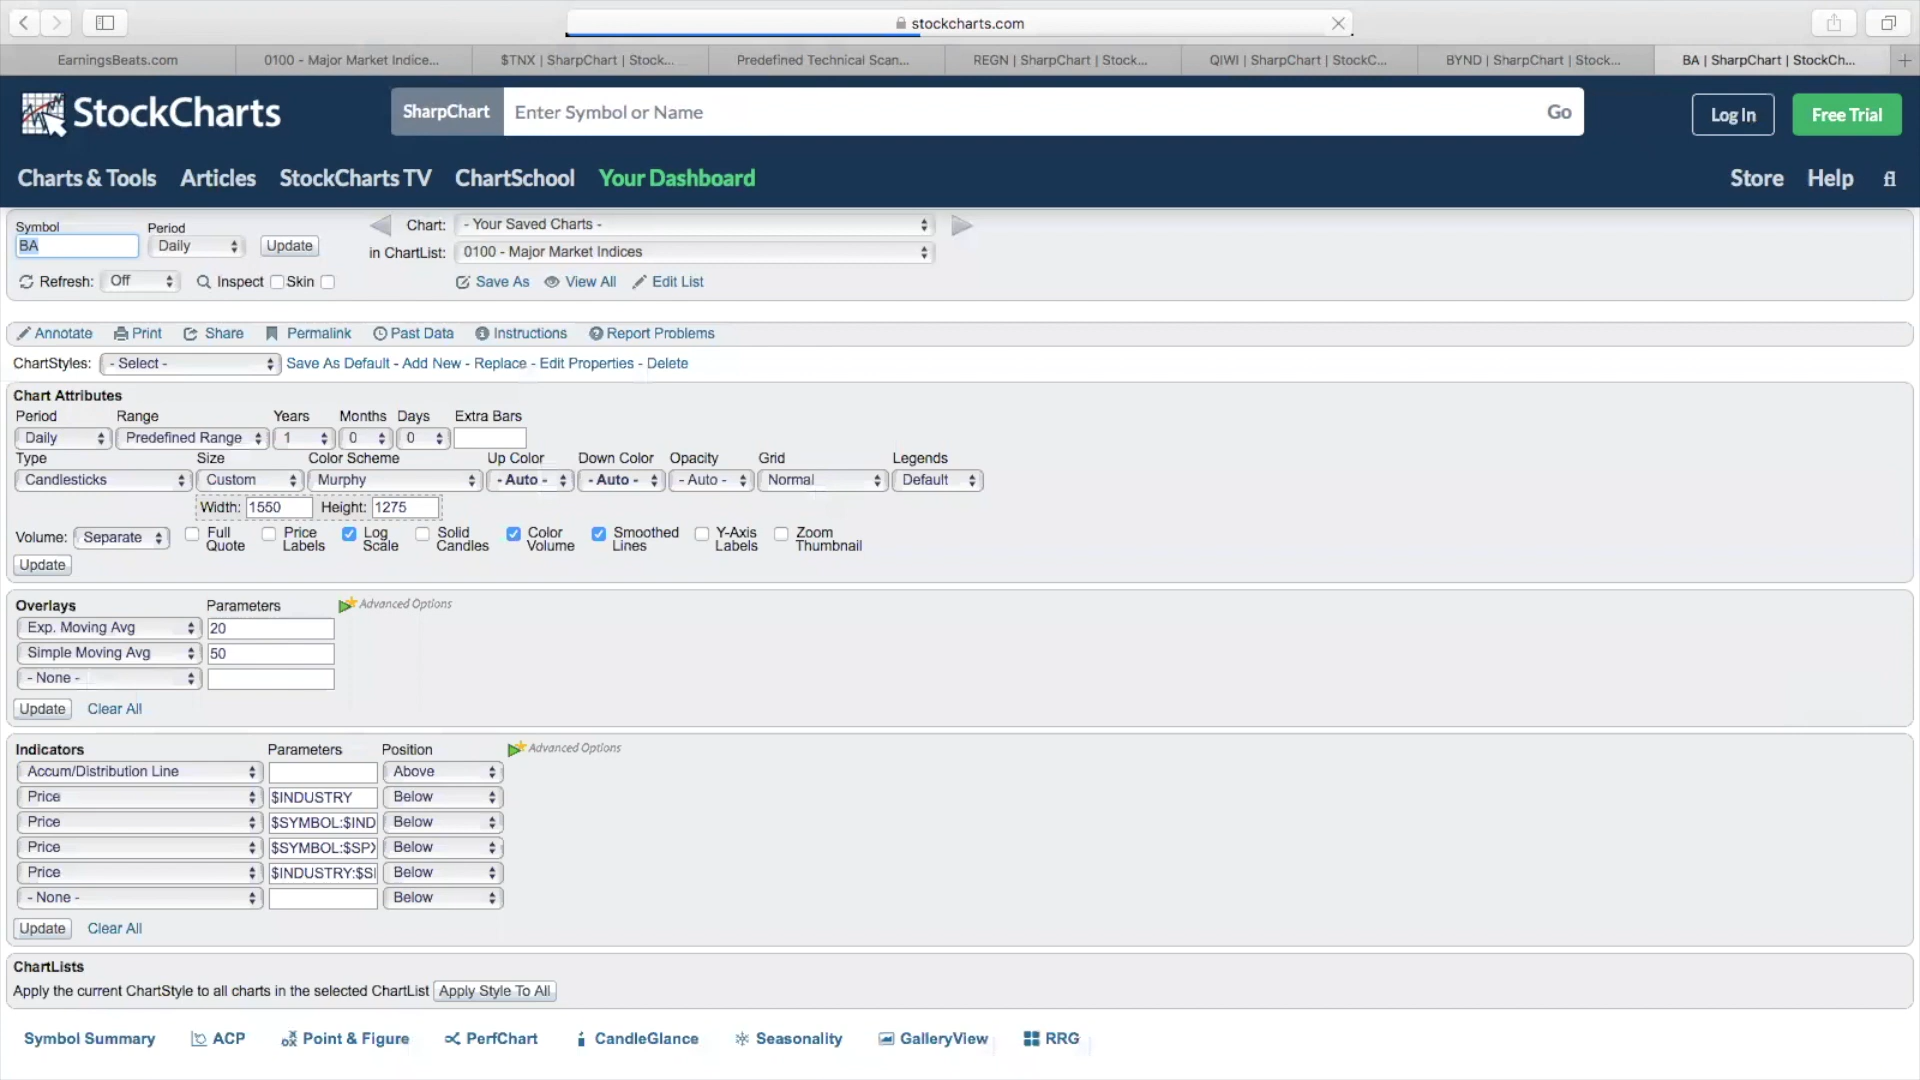 stockcharts.com
EarningsBeats.com
0100 - Major Market Indice...
$TNX | SharpChart | Stock...
Predefined Technical Scan...
REGN | SharpChart | Stock...
QIWI | SharpChart | StockC...
BYND | SharpChart | Stock...
BA | SharpChart | StockCh...
StockCharts
SharpChart Enter Symbol or Name Go
Log In Free Trial
Charts & Tools Articles StockCharts TV ChartSchool Your Dashboard Store Help
Symbol Period
BA Daily Update
Chart: - Your Saved Charts -
in ChartList: 0100 - Major Market Indices
Refresh: Off Inspect Skin
Save As View All Edit List
Annotate Print Share Permalink Past Data Instructions Report Problems
ChartStyles: - Select - Save As Default - Add New - Replace - Edit Properties - Delete
Chart Attributes
Period Range Years Months Days Extra Bars
Daily Predefined Range 1 0 0
Type Size Color Scheme Up Color Down Color Opacity Grid Legends
Candlesticks Custom Murphy - Auto - - Auto - - Auto - Normal Default
Width: 1550 Height: 1275
Volume: Separate Full Quote Price Labels Log Scale Solid Candles Color Volume Smoothed Lines Y-Axis Labels Zoom Thumbnail
Update
Overlays Parameters Advanced Options
Exp. Moving Avg 20
Simple Moving Avg 50
- None -
Update Clear All
Indicators Parameters Position Advanced Options
Accum/Distribution Line Above
Price $INDUSTRY Below
Price $SYMBOL:$IND Below
Price $SYMBOL:$SPX Below
Price $INDUSTRY:$S Below
- None - Below
Update Clear All
ChartLists
Apply the current ChartStyle to all charts in the selected ChartList Apply Style To All
Symbol Summary ACP Point & Figure PerfChart CandleGlance Seasonality GalleryView RRG